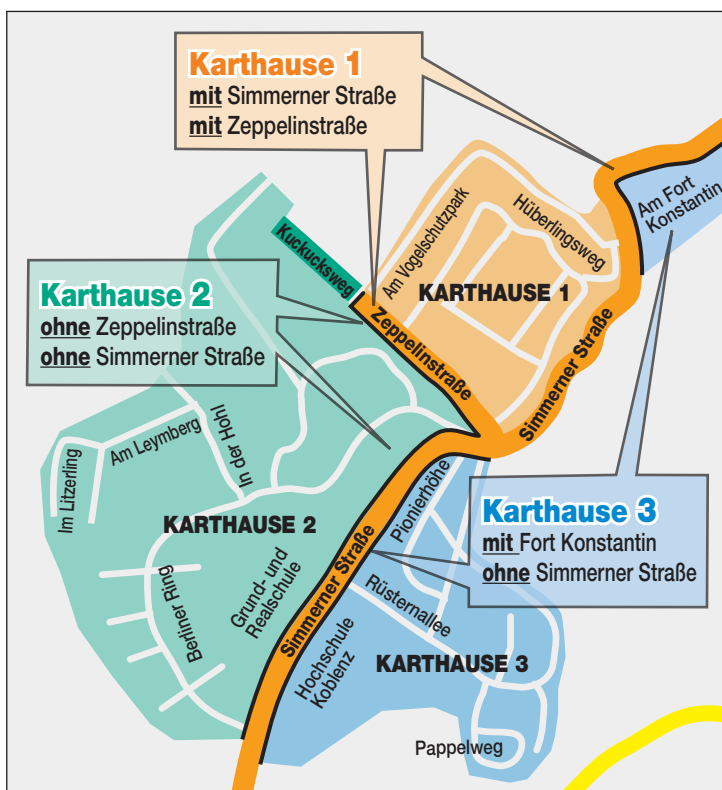 Karthause 1
mit Simmerner Straße
mit Zeppelinstraße
Am Fort
Konstantin
Hüberlingsweg
Am Vogelschutzpark
Kuckucksweg
KARTHAUSE 1
Karthause 2
ohne Zeppelinstraße
ohne Simmerner Straße
Zeppelinstraße
Simmerner Straße
In der Hohl
Am Leymberg
Im Litzerling
Pionierhöhe
Karthause 3
mit Fort Konstantin
ohne Simmerner Straße
KARTHAUSE 2
Simmerner Straße
Grund- und
Realschule
Berliner Ring
Rüsternallee
Hochschule
Koblenz
KARTHAUSE 3
Pappelweg